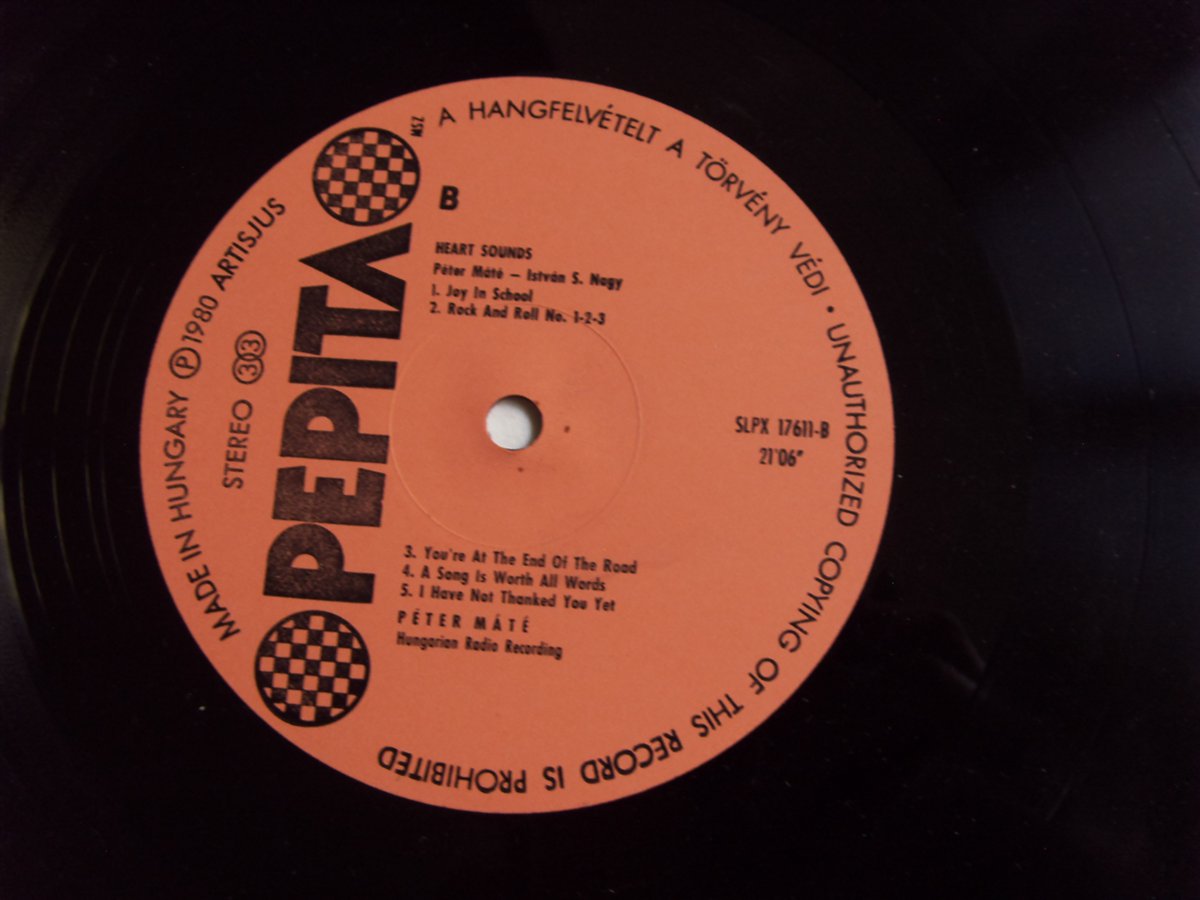 A HANGFELVÉTELT A TÖRVÉNY VÉDI • UNAUTHORIZED COPYING OF THIS RECORD IS PROHIBITED
MADE IN HUNGARY Ⓟ 1980 ARTISJUS
STEREO 33
PEPITA
MSZ
B
HEART SOUNDS
Péter Máté – István S. Nagy
1. Joy In School
2. Rock And Roll No. 1-2-3
SLPX 17611-B
21'06"
3. You're At The End Of The Road
4. A Song Is Worth All Words
5. I Have Not Thanked You Yet
PÉTER MÁTÉ
Hungarian Radio Recording